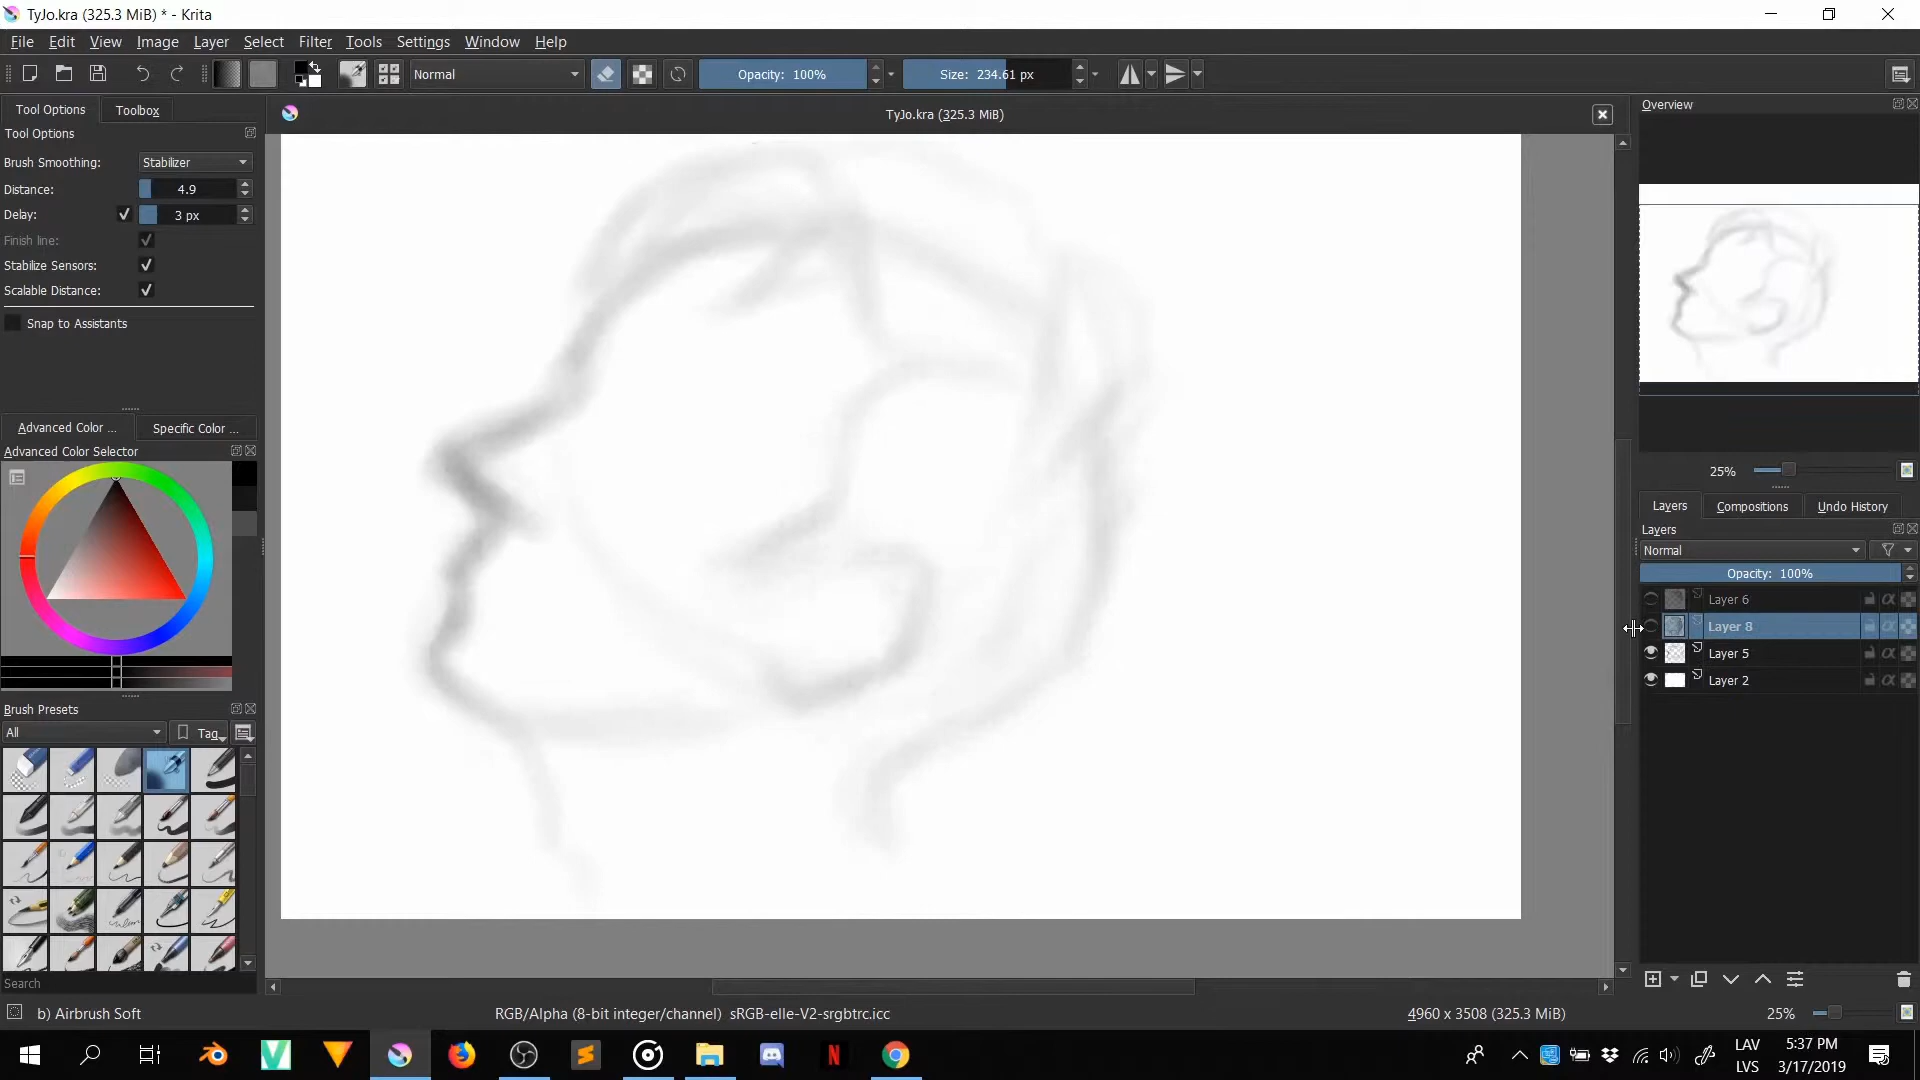 TyJo.kra (325.3 MiB) * - Krita
File Edit View Image Layer Select Filter Tools Settings Window Help
Normal
Opacity: 100%
Size: 234.61 px
Tool Options Toolbox
TyJo.kra (325.3 MiB)
Overview
Tool Options
Brush Smoothing: Stabilizer
Distance: 4.9
Delay: 3 px
Finish line:
Stabilize Sensors:
Scalable Distance:
Snap to Assistants
Advanced Color ... Specific Color ...
Advanced Color Selector
25%
Layers Compositions Undo History
Layers
Normal
Opacity: 100%
Layer 6
Layer 8
Layer 5
Layer 2
Brush Presets
All
Tag
Search
b) Airbrush Soft
RGB/Alpha (8-bit integer/channel) sRGB-elle-V2-srgbtrc.icc
4960 x 3508 (325.3 MiB)
25%
LAV
LVS
5:37 PM
3/17/2019